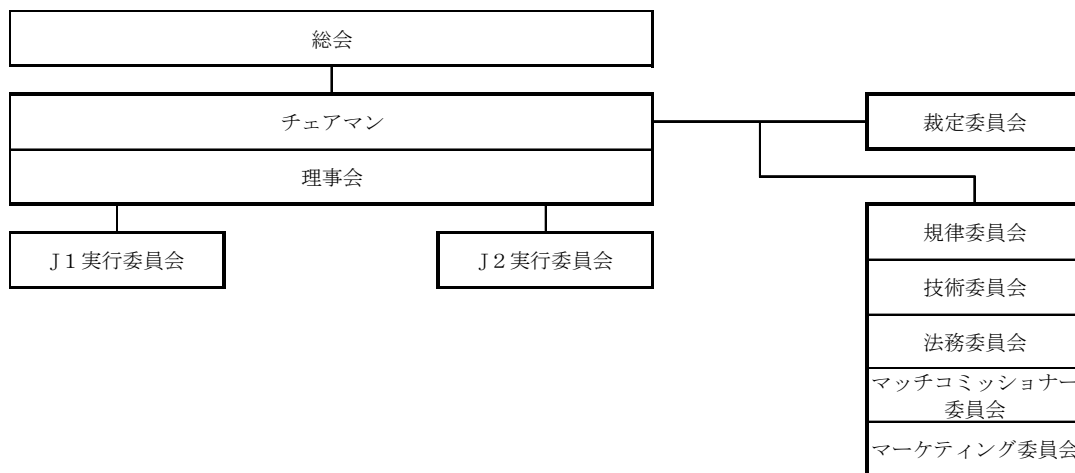 総会
チェアマン
裁定委員会
理事会
J1実行委員会
J2実行委員会
規律委員会
技術委員会
法務委員会
マッチコミッショナー
委員会
マーケティング委員会